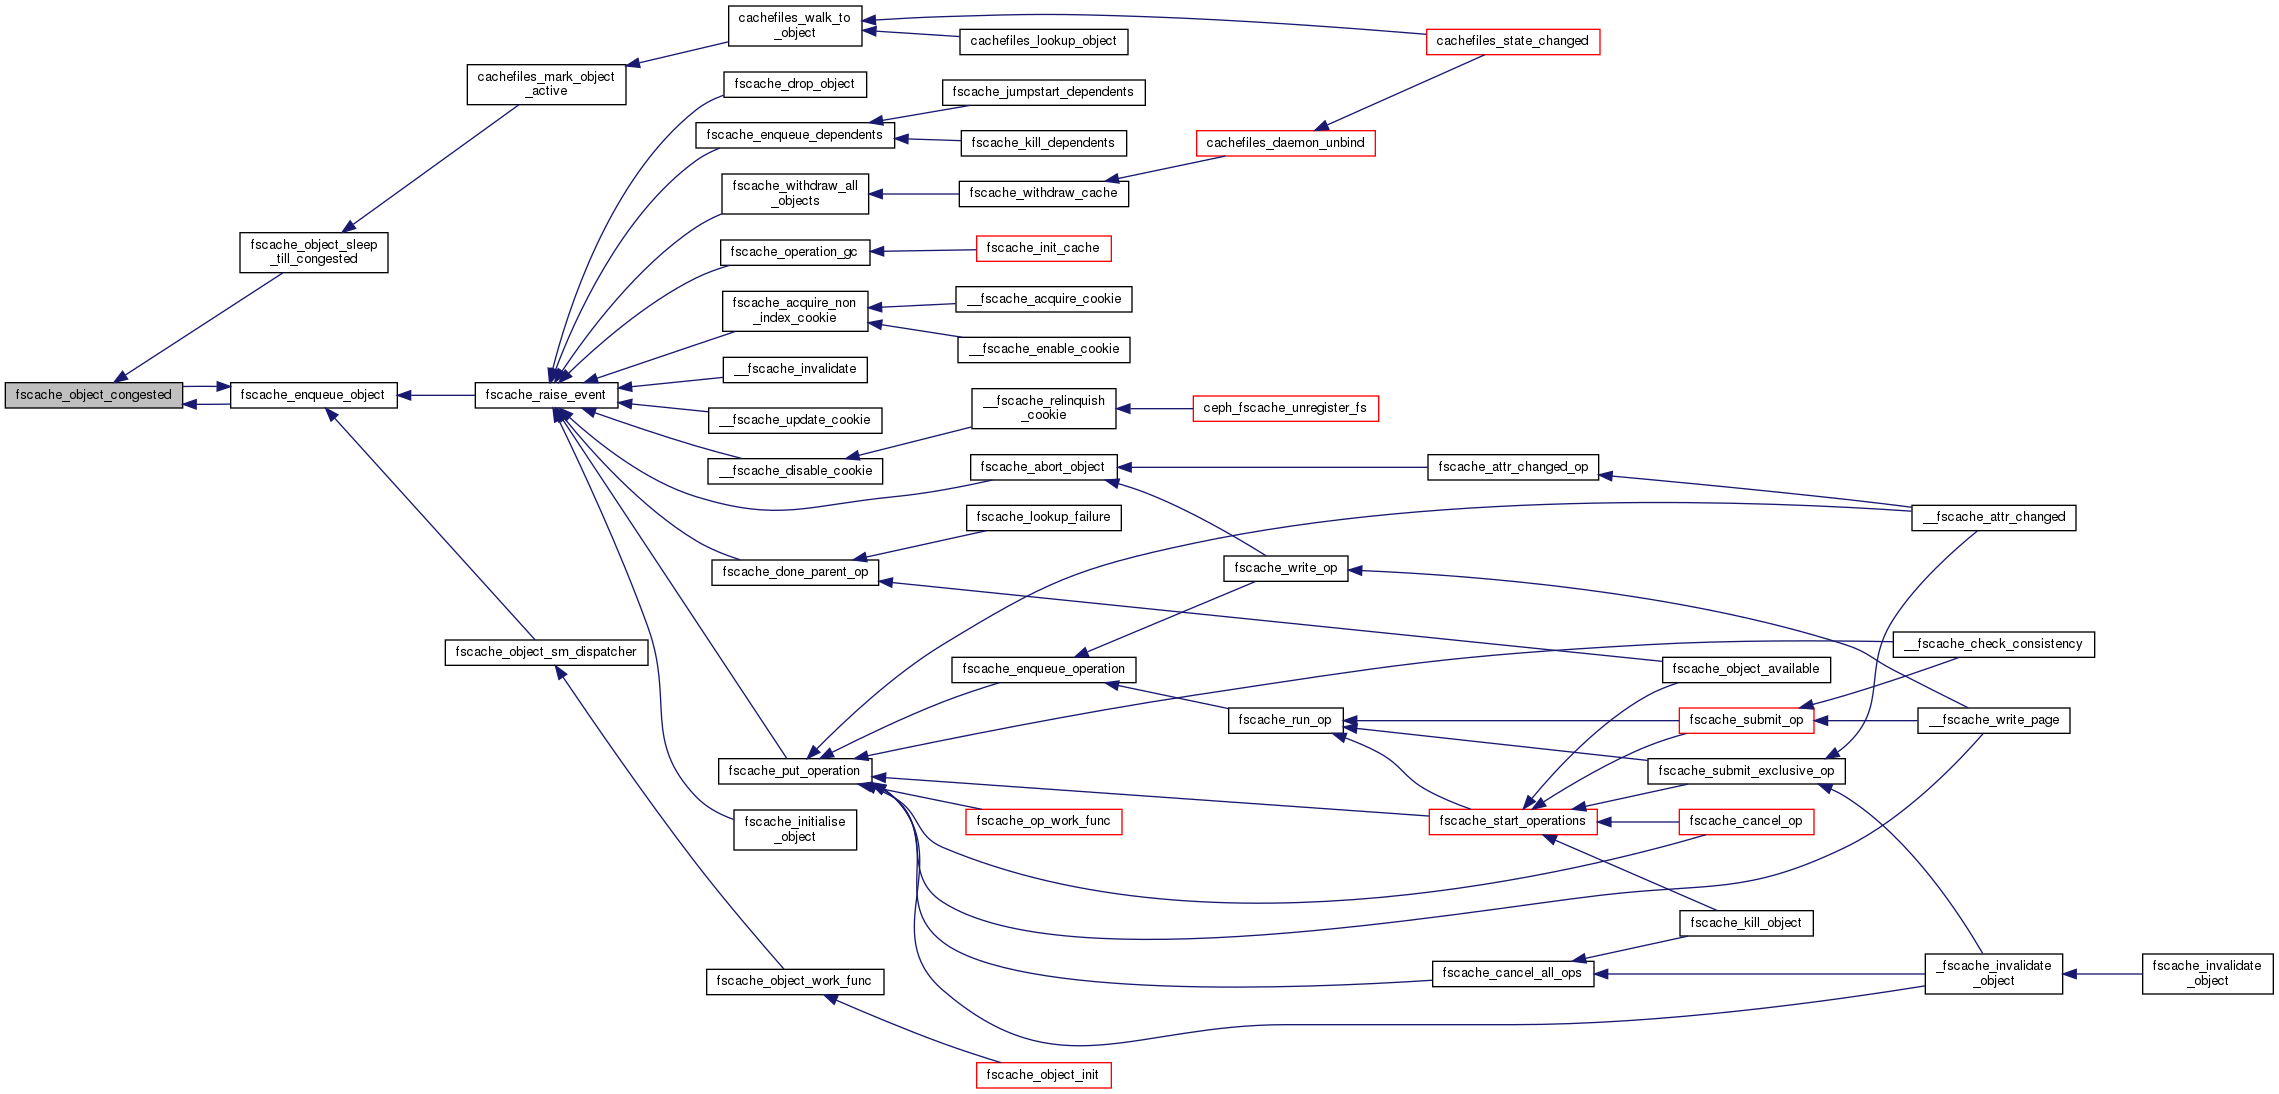 cachefiles_walk_to
_object
cachefiles_lookup_object
cachefiles_state_changed
cachefiles_mark_object
_active
fscache_drop_object
fscache_jumpstart_dependents
fscache_enqueue_dependents
fscache_kill_dependents
cachefiles_daemon_unbind
fscache_withdraw_all
_objects
fscache_withdraw_cache
fscache_object_sleep
_till_congested
fscache_operation_gc
fscache_init_cache
fscache_acquire_non
_index_cookie
__fscache_acquire_cookie
__fscache_enable_cookie
__fscache_invalidate
fscache_object_congested
fscache_enqueue_object
fscache_raise_event
__fscache_update_cookie
__fscache_relinquish
_cookie
ceph_fscache_unregister_fs
__fscache_disable_cookie
fscache_abort_object
fscache_attr_changed_op
fscache_lookup_failure
__fscache_attr_changed
fscache_done_parent_op
fscache_write_op
fscache_object_sm_dispatcher
__fscache_check_consistency
fscache_enqueue_operation
fscache_object_available
fscache_run_op
fscache_submit_op
__fscache_write_page
fscache_put_operation
fscache_submit_exclusive_op
fscache_initialise
_object
fscache_op_work_func
fscache_start_operations
fscache_cancel_op
fscache_kill_object
fscache_object_work_func
fscache_cancel_all_ops
_fscache_invalidate
_object
fscache_invalidate
_object
fscache_object_init